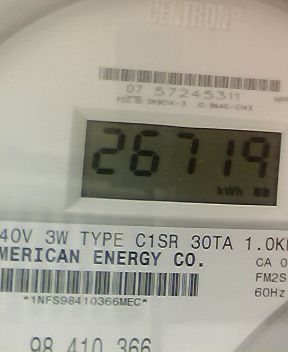 CENTRON®
07 57245311
26719
kWh
40V 3W TYPE C1SR 30TA 1.0K
MERICAN ENERGY CO.
CA 0
FM2S
60Hz
*1NFS98410366MEC*
98 410 366